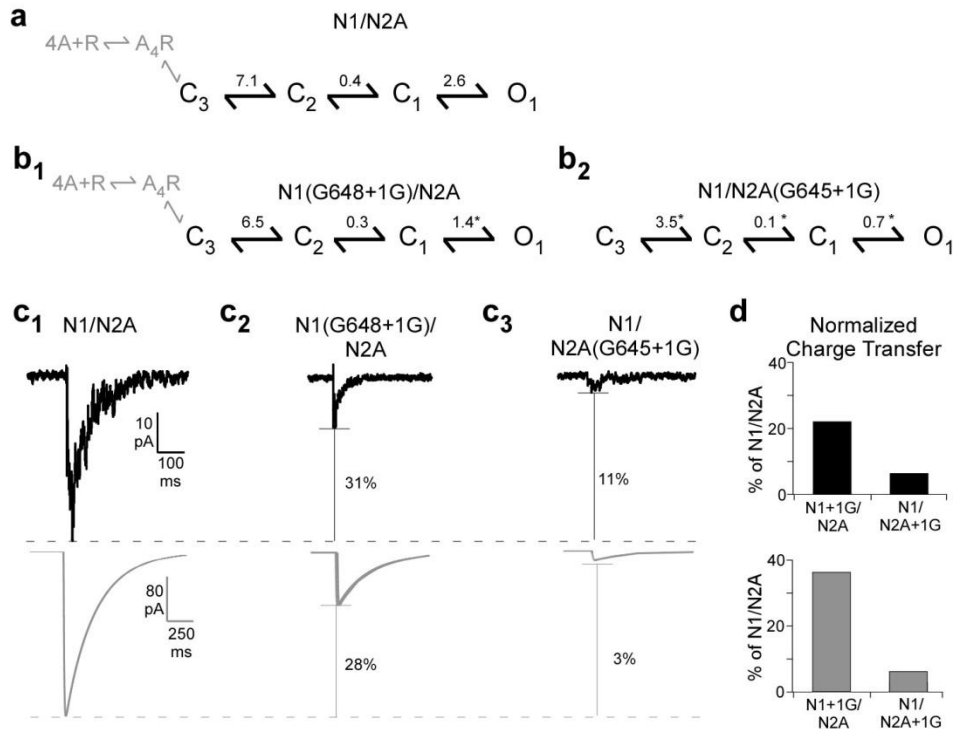 a
N1/N2A
4A+R A4R
7.1 0.4 2.6
C3 C2 C1 O1
b1 b2
4A+R A4R
N1(G648+1G)/N2A N1/N2A(G645+1G)
6.5 0.3 1.4* 3.5* 0.1 * 0.7 *
C3 C2 C1 O1 C3 C2 C1 O1
c1 N1/N2A
10
pA
100
ms
80
pA
250
ms
c2 N1(G648+1G)/
N2A
31%
28%
c3 N1/
N2A(G645+1G)
11%
3%
d Normalized
Charge Transfer
% of N1/N2A
40
20
0
N1+1G/
N2A
N1/
N2A+1G
% of N1/N2A
40
20
0
N1+1G/
N2A
N1/
N2A+1G